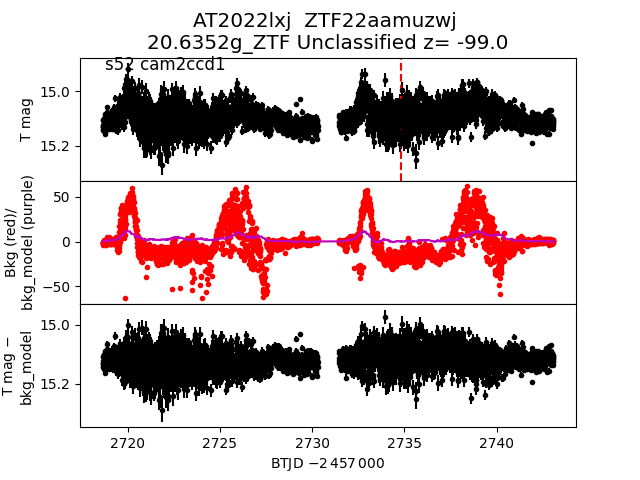 AT2022lxj  ZTF22aamuzwj
20.6352g_ZTF Unclassified z= -99.0
s52 cam2ccd1
T mag
15.0
15.2
Bkg (red)/
bkg_model (purple)
50
0
−50
T mag −
bkg_model
15.0
15.2
2720
2725
2730
2735
2740
BTJD −2 457 000